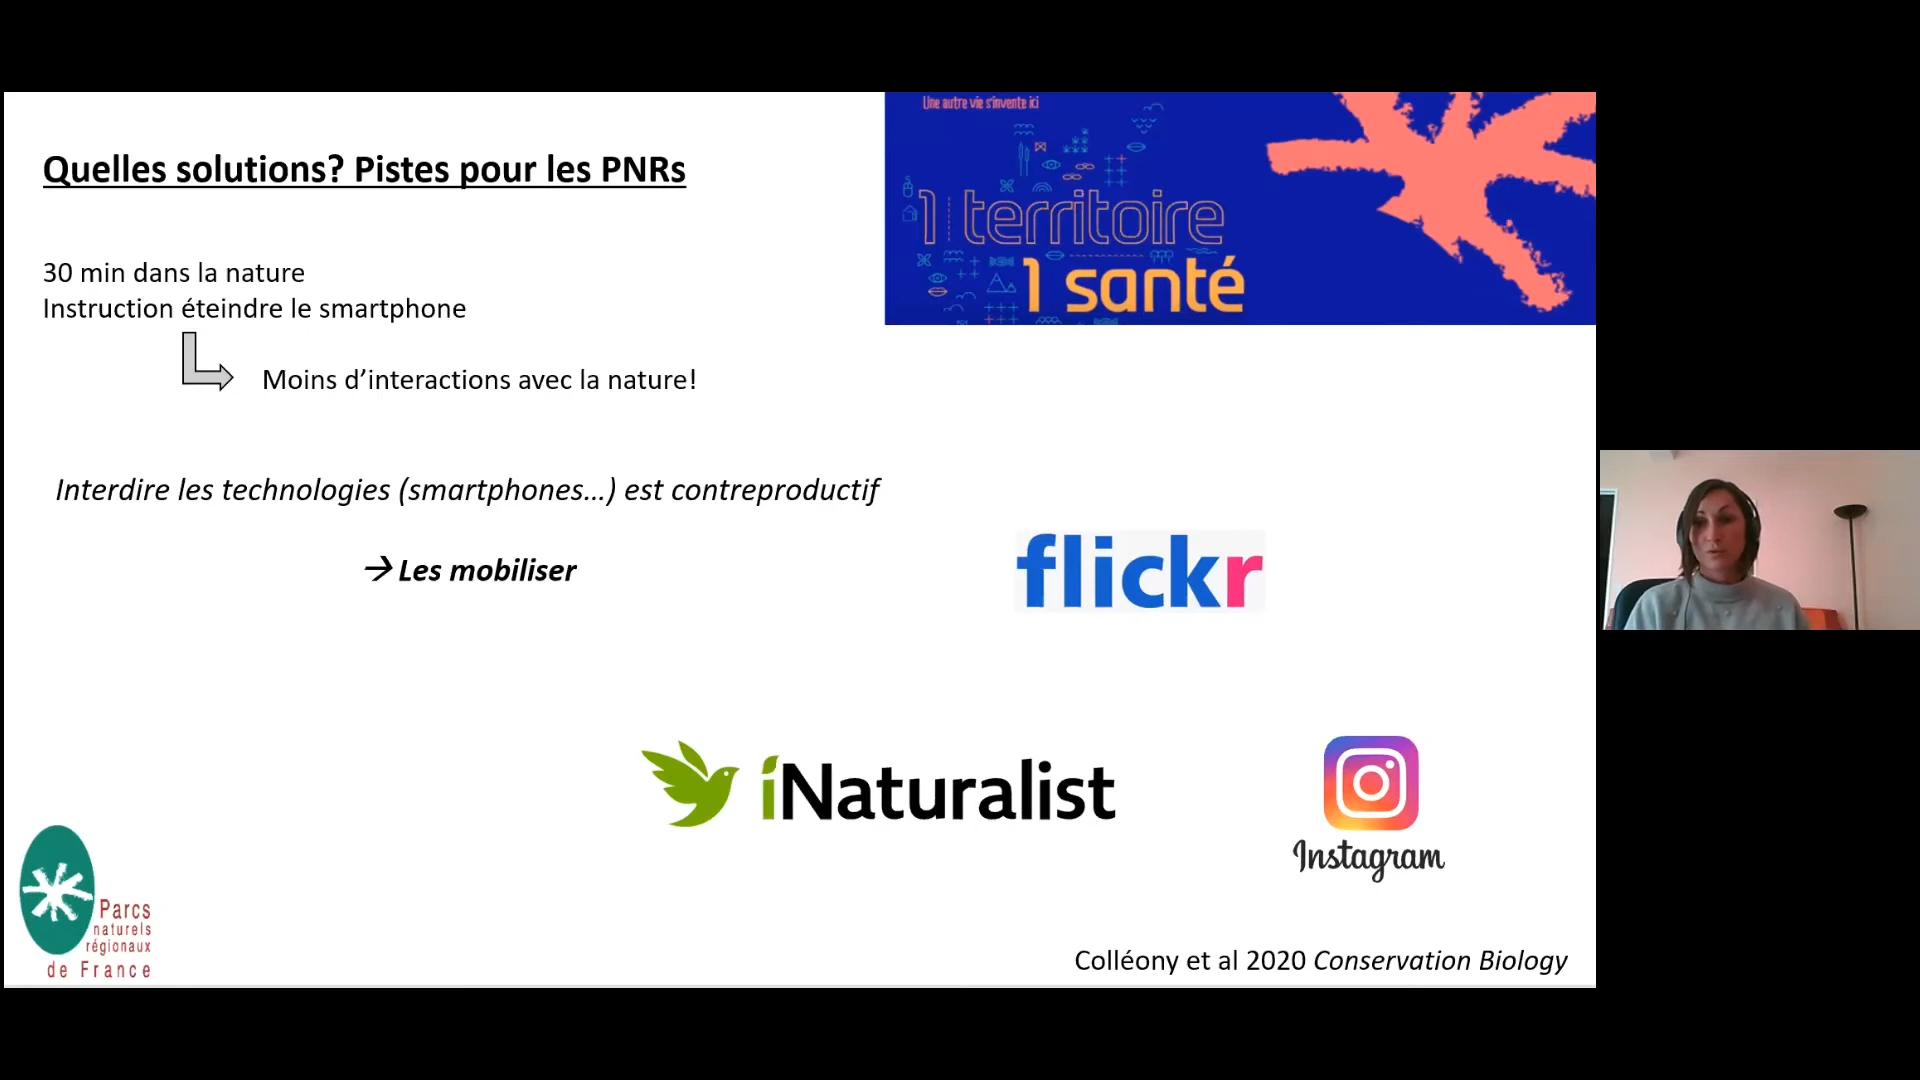 Une autre vie s'invente ici
1 territoire
1 santé
Quelles solutions? Pistes pour les PNRs
30 min dans la nature
Instruction éteindre le smartphone
Moins d’interactions avec la nature!
Interdire les technologies (smartphones…) est contreproductif
→ Les mobiliser
flickr
iNaturalist
Instagram
Parcs
naturels
régionaux
de France
Colléony et al 2020 Conservation Biology